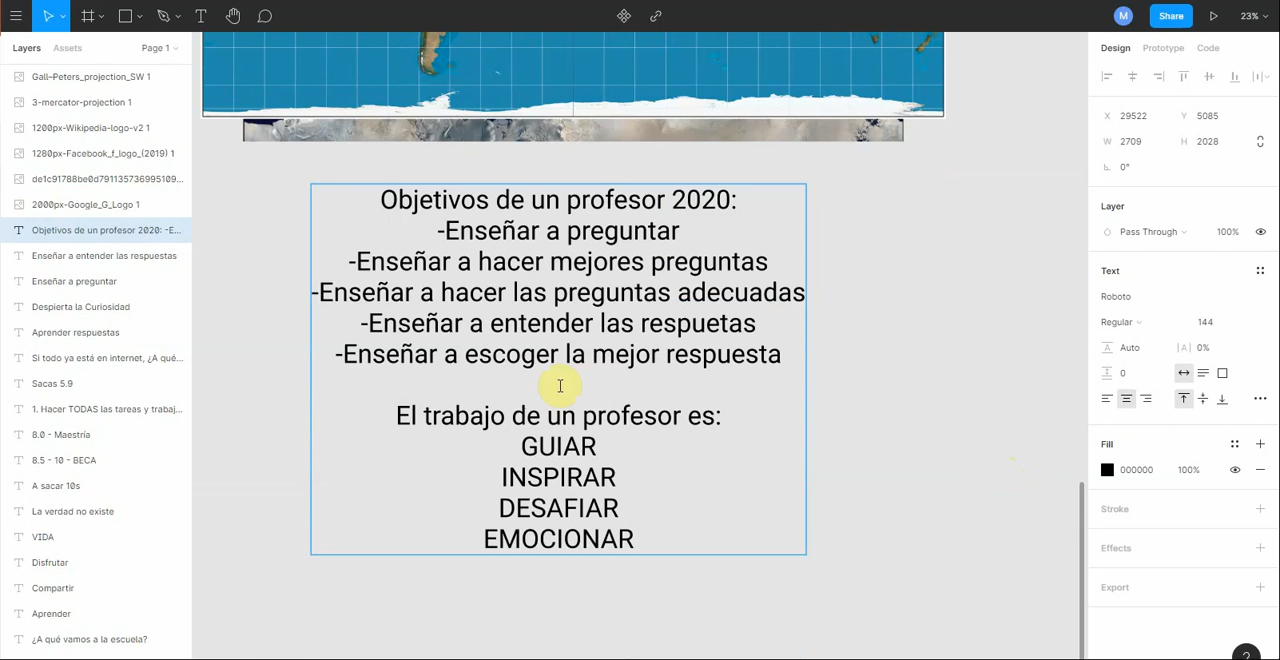 M
Share
23%
Layers
Assets
Page 1
Gall–Peters_projection_SW 1
3-mercator-projection 1
1200px-Wikipedia-logo-v2 1
1280px-Facebook_f_logo_(2019) 1
de1c91788be0d7911357369951​09...
2000px-Google_G_Logo 1
Objetivos de un profesor 2020: -E...
Enseñar a entender las respuestas
Enseñar a preguntar
Despierta la Curiosidad
Aprender respuestas
Si todo ya está en internet, ¿A qué...
Sacas 5.9
1. Hacer TODAS las tareas y trabaj...
8.0 - Maestría
8.5 - 10 - BECA
A sacar 10s
La verdad no existe
VIDA
Disfrutar
Compartir
Aprender
¿A qué vamos a la escuela?
Objetivos de un profesor 2020:
-Enseñar a preguntar
-Enseñar a hacer mejores preguntas
-Enseñar a hacer las preguntas adecuadas
-Enseñar a entender las respuetas
-Enseñar a escoger la mejor respuesta
El trabajo de un profesor es:
GUIAR
INSPIRAR
DESAFIAR
EMOCIONAR
Design
Prototype
Code
X 29522 Y 5085
W 2709 H 2028
0°
Layer
Pass Through 100%
Text
Roboto
Regular 144
A Auto |A| 0%
0
Fill
000000 100%
Stroke
Effects
Export
?